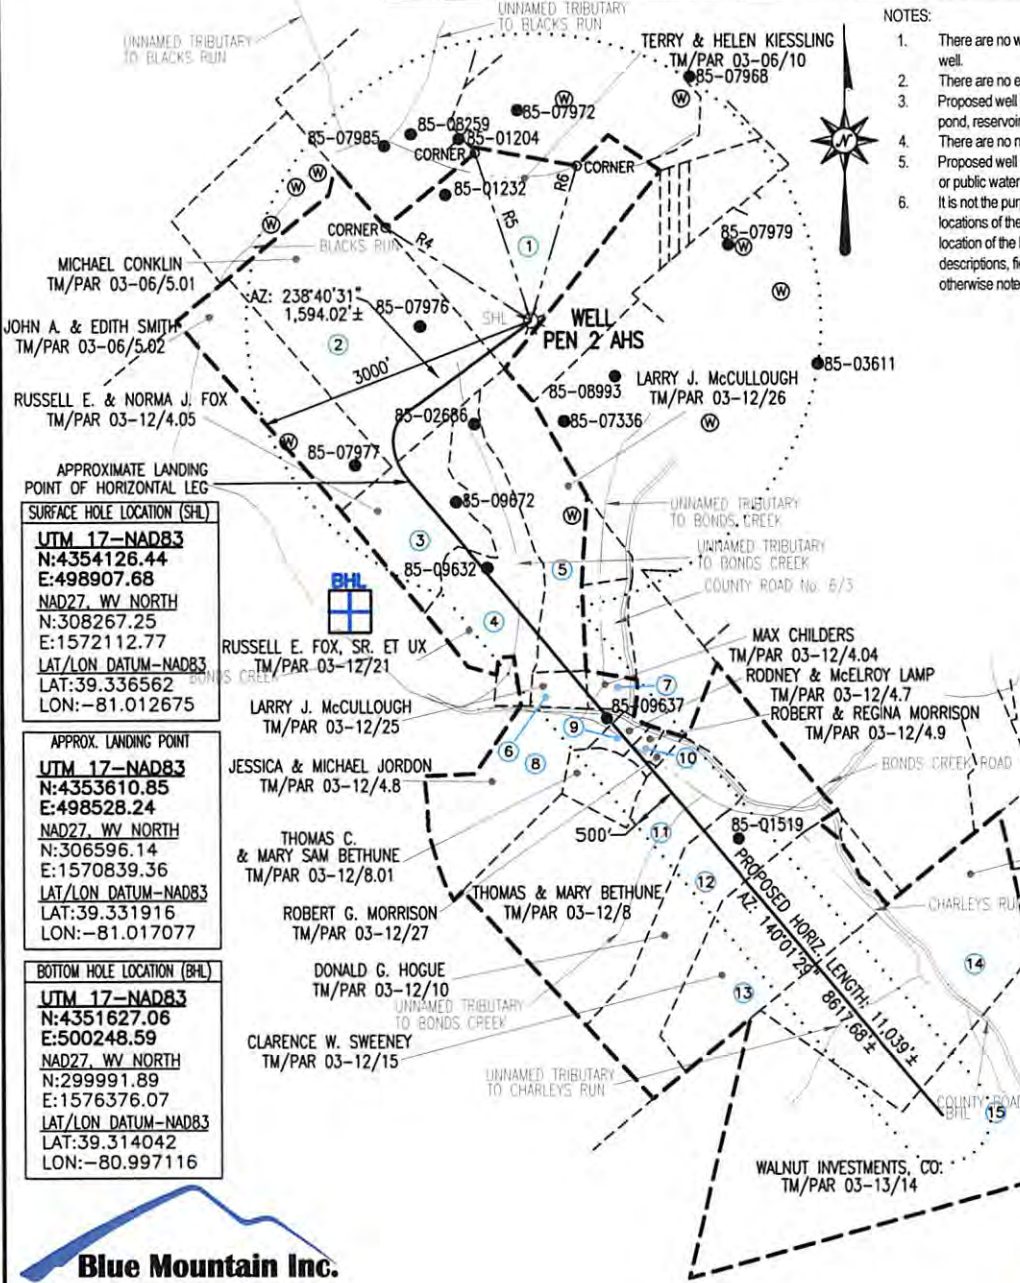 UNNAMED TRIBUTARY
TO BLACKS RUN
UNNAMED TRIBUTARY
TO BLACKS RUN
TERRY & HELEN KIESSLING
TM/PAR 03-06/10
85-07968
W
W
85-07972
85-08259
85-07985
85-01204
CORNER
CORNER
85-01232
R5
R6
W
W
W
CORNER
BLACKS RUN
R4
1
85-07979
W
W
N
NOTES:
1. There are no w
well.
2. There are no e
3. Proposed well
pond, reservoir
4. There are no n
5. Proposed well
or public water
6. It is not the pur
locations of the
location of the
descriptions, fi
otherwise note
MICHAEL CONKLIN
TM/PAR 03-06/5.01
AZ: 238°40'31"
1,594.02'±
85-07976
SHL
WELL
PEN 2 AHS
JOHN A. & EDITH SMITH
TM/PAR 03-06/5.02
2
3000'
85-03611
85-08993
LARRY J. McCULLOUGH
TM/PAR 03-12/26
RUSSELL E. & NORMA J. FOX
TM/PAR 03-12/4.05
85-02686
85-07336
W
W
85-07977
APPROXIMATE LANDING
POINT OF HORIZONTAL LEG
85-09672
W
UNNAMED TRIBUTARY
TO BONDS CREEK
3
85-09632
5
UNNAMED TRIBUTARY
TO BONDS CREEK
COUNTY ROAD No. 6/3
SURFACE HOLE LOCATION (SHL)
UTM 17-NAD83
N:4354126.44
E:498907.68
NAD27, WV NORTH
N:308267.25
E:1572112.77
LAT/LON DATUM-NAD83
LAT:39.336562
LON:-81.012675
BHL
4
RUSSELL E. FOX, SR. ET UX
TM/PAR 03-12/21
BONDS CREEK
MAX CHILDERS
TM/PAR 03-12/4.04
RODNEY & McELROY LAMP
TM/PAR 03-12/4.7
ROBERT & REGINA MORRISON
TM/PAR 03-12/4.9
7
85-09637
LARRY J. McCULLOUGH
TM/PAR 03-12/25
6
8
9
10
BONDS CREEK ROAD
APPROX. LANDING POINT
UTM 17-NAD83
N:4353610.85
E:498528.24
NAD27, WV NORTH
N:306596.14
E:1570839.36
LAT/LON DATUM-NAD83
LAT:39.331916
LON:-81.017077
JESSICA & MICHAEL JORDON
TM/PAR 03-12/4.8
THOMAS C.
& MARY SAM BETHUNE
TM/PAR 03-12/8.01
500'
11
85-01519
12
THOMAS & MARY BETHUNE
TM/PAR 03-12/8
ROBERT G. MORRISON
TM/PAR 03-12/27
CHARLEYS RUN
PROPOSED HORIZ. LENGTH: 11,039'±
AZ: 140°01'29" 8617.68'±
14
DONALD G. HOGUE
TM/PAR 03-12/10
UNNAMED TRIBUTARY
TO BONDS CREEK
13
CLARENCE W. SWEENEY
TM/PAR 03-12/15
UNNAMED TRIBUTARY
TO CHARLEYS RUN
COUNTY ROAD
BHL
15
BOTTOM HOLE LOCATION (BHL)
UTM 17-NAD83
N:4351627.06
E:500248.59
NAD27, WV NORTH
N:299991.89
E:1576376.07
LAT/LON DATUM-NAD83
LAT:39.314042
LON:-80.997116
WALNUT INVESTMENTS, CO.
TM/PAR 03-13/14
Blue Mountain Inc.